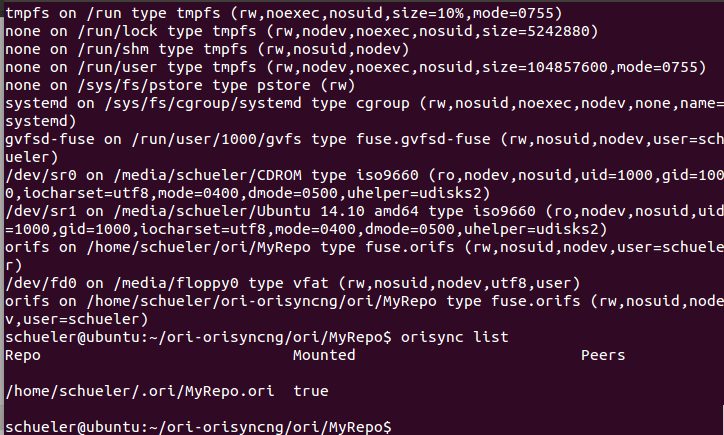 tmpfs on /run type tmpfs (rw,noexec,nosuid,size=10%,mode=0755)
none on /run/lock type tmpfs (rw,nodev,noexec,nosuid,size=5242880)
none on /run/shm type tmpfs (rw,nosuid,nodev)
none on /run/user type tmpfs (rw,nodev,noexec,nosuid,size=104857600,mode=0755)
none on /sys/fs/pstore type pstore (rw)
systemd on /sys/fs/cgroup/systemd type cgroup (rw,nosuid,noexec,nodev,none,name=
systemd)
gvfsd-fuse on /run/user/1000/gvfs type fuse.gvfsd-fuse (rw,nosuid,nodev,user=sch
ueler)
/dev/sr0 on /media/schueler/CDROM type iso9660 (ro,nodev,nosuid,uid=1000,gid=100
0,iocharset=utf8,mode=0400,dmode=0500,uhelper=udisks2)
/dev/sr1 on /media/schueler/Ubuntu 14.10 amd64 type iso9660 (ro,nodev,nosuid,uid
=1000,gid=1000,iocharset=utf8,mode=0400,dmode=0500,uhelper=udisks2)
orifs on /home/schueler/ori/MyRepo type fuse.orifs (rw,nosuid,nodev,user=schuele
r)
/dev/fd0 on /media/floppy0 type vfat (rw,nosuid,nodev,utf8,user)
orifs on /home/schueler/ori-orisyncng/ori/MyRepo type fuse.orifs (rw,nosuid,node
v,user=schueler)
schueler@ubuntu:~/ori-orisyncng/ori/MyRepo$ orisync list
Repo Mounted Peers
/home/schueler/.ori/MyRepo.ori true
schueler@ubuntu:~/ori-orisyncng/ori/MyRepo$